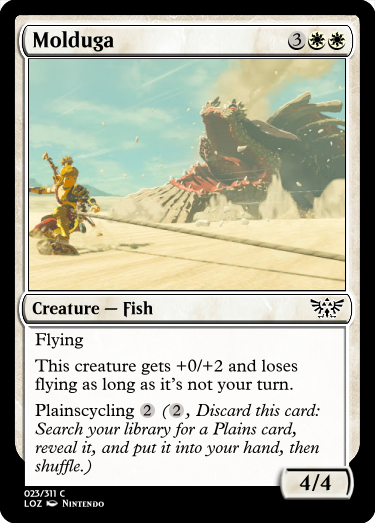 Molduga 3
Creature — Fish
Flying
This creature gets +0/+2 and loses
flying as long as it's not your turn.
Plainscycling 2 (2, Discard this card:
Search your library for a Plains card,
reveal it, and put it into your hand, then
shuffle.)
4/4
023/311 C
LOZ Nintendo